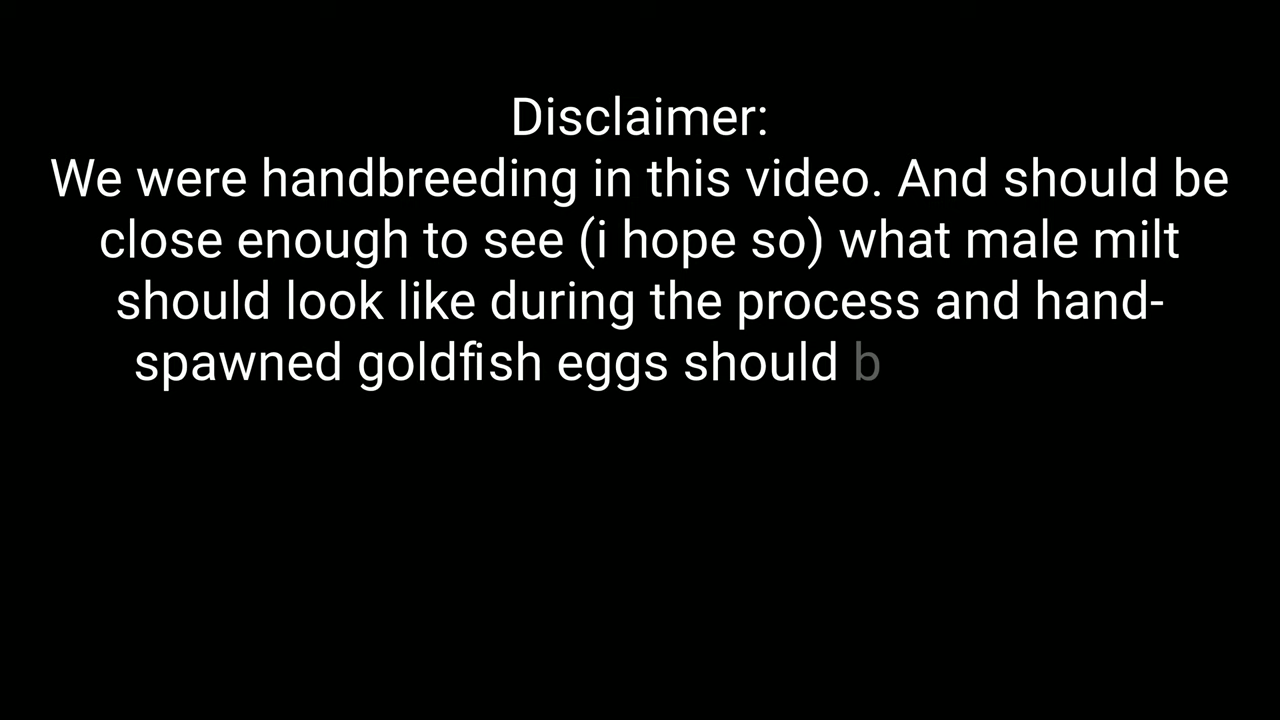 Disclaimer:
We were handbreeding in this video. And should be
close enough to see (i hope so) what male milt
should look like during the process and hand-
spawned goldfish eggs should b